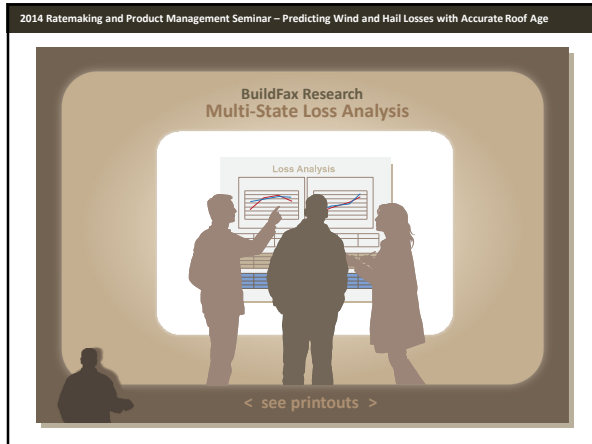 2014 Ratemaking and Product Management Seminar – Predicting Wind and Hail Losses with Accurate Roof Age
BuildFax Research
Multi-State Loss Analysis
Loss Analysis
< see printouts >